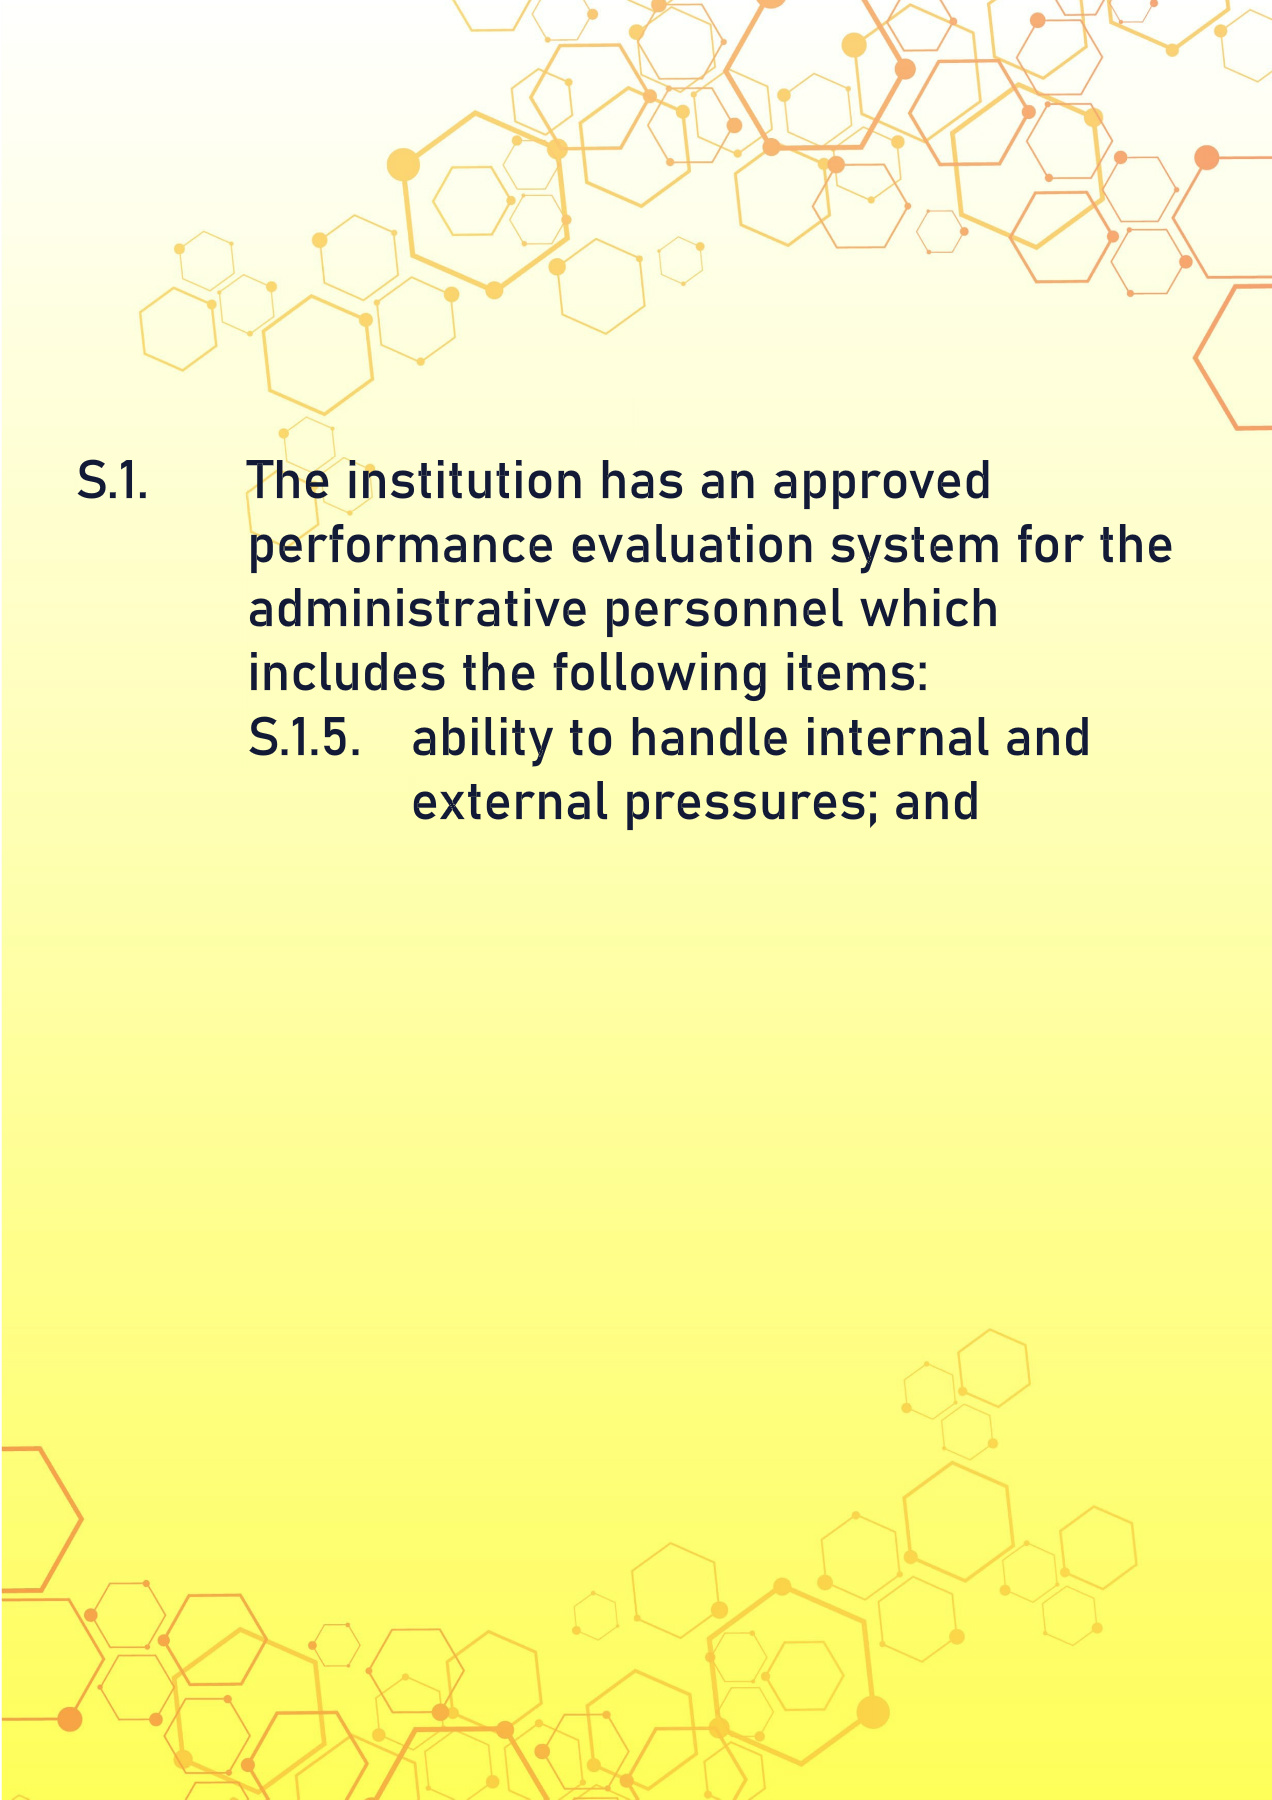 S.1. The institution has an approved
performance evaluation system for the
administrative personnel which
includes the following items:
S.1.5. ability to handle internal and
external pressures; and